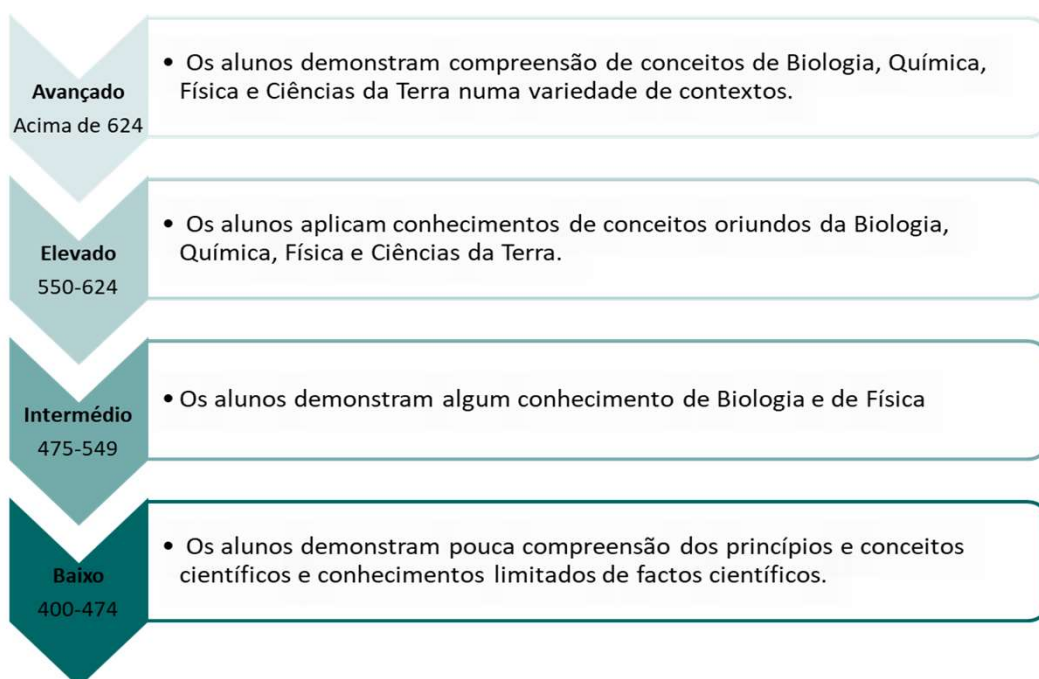 Avançado
Acima de 624
• Os alunos demonstram compreensão de conceitos de Biologia, Química,
Física e Ciências da Terra numa variedade de contextos.
Elevado
550-624
• Os alunos aplicam conhecimentos de conceitos oriundos da Biologia,
Química, Física e Ciências da Terra.
Intermédio
475-549
• Os alunos demonstram algum conhecimento de Biologia e de Física
Baixo
400-474
• Os alunos demonstram pouca compreensão dos princípios e conceitos
científicos e conhecimentos limitados de factos científicos.